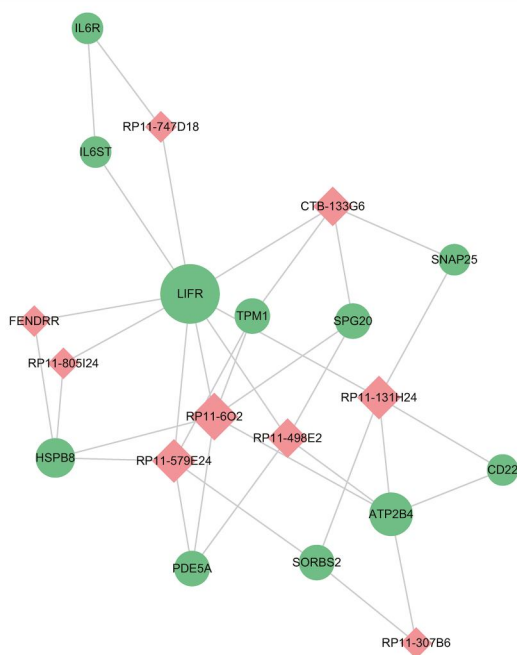 IL6R
RP11-747D18
IL6ST
CTB-133G6
SNAP25
LIFR
TPM1
SPG20
FENDRR
RP11-805I24
RP11-131H24
RP11-6O2
RP11-498E2
HSPB8
RP11-579E24
CD22
ATP2B4
PDE5A
SORBS2
RP11-307B6